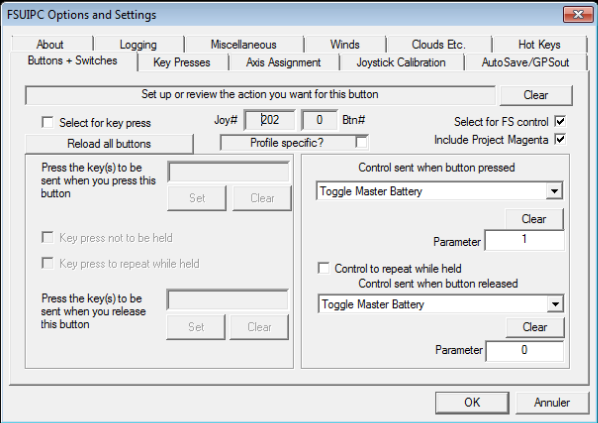 FSUIPC Options and Settings
About Logging Miscellaneous Winds Clouds Etc. Hot Keys
Buttons + Switches Key Presses Axis Assignment Joystick Calibration AutoSave/GPSout
Set up or review the action you want for this button Clear
Select for key press Joy# 202 0 Btn# Select for FS control
Reload all buttons Profile specific? Include Project Magenta
Press the key(s) to be
sent when you press this
button
Set Clear
Key press not to be held
Key press to repeat while held
Press the key(s) to be
sent when you release
this button
Set Clear
Control sent when button pressed
Toggle Master Battery
Clear
Parameter 1
Control to repeat while held
Control sent when button released
Toggle Master Battery
Clear
Parameter 0
OK Annuler